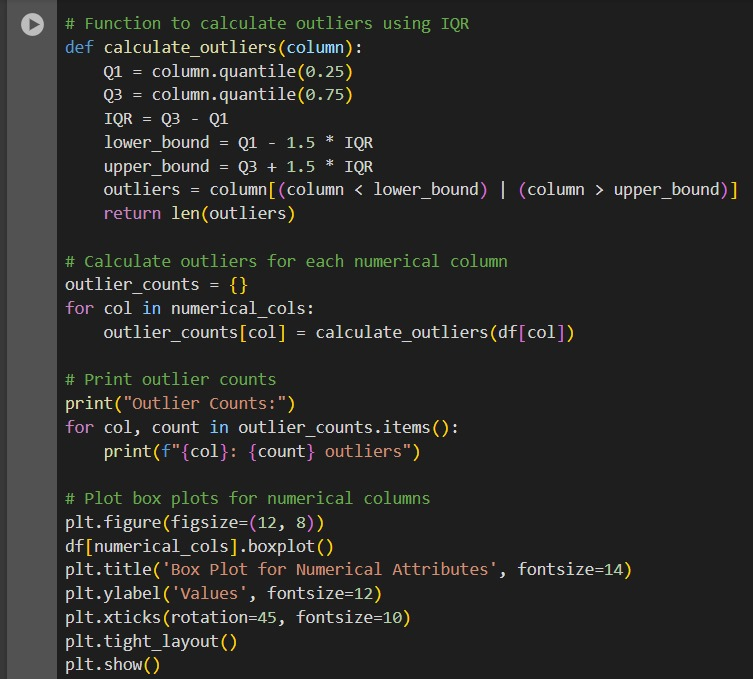 # Function to calculate outliers using IQR
def calculate_outliers(column):
    Q1 = column.quantile(0.25)
    Q3 = column.quantile(0.75)
    IQR = Q3 - Q1
    lower_bound = Q1 - 1.5 * IQR
    upper_bound = Q3 + 1.5 * IQR
    outliers = column[(column < lower_bound) | (column > upper_bound)]
    return len(outliers)

# Calculate outliers for each numerical column
outlier_counts = {}
for col in numerical_cols:
    outlier_counts[col] = calculate_outliers(df[col])

# Print outlier counts
print("Outlier Counts:")
for col, count in outlier_counts.items():
    print(f"{col}: {count} outliers")

# Plot box plots for numerical columns
plt.figure(figsize=(12, 8))
df[numerical_cols].boxplot()
plt.title('Box Plot for Numerical Attributes', fontsize=14)
plt.ylabel('Values', fontsize=12)
plt.xticks(rotation=45, fontsize=10)
plt.tight_layout()
plt.show()